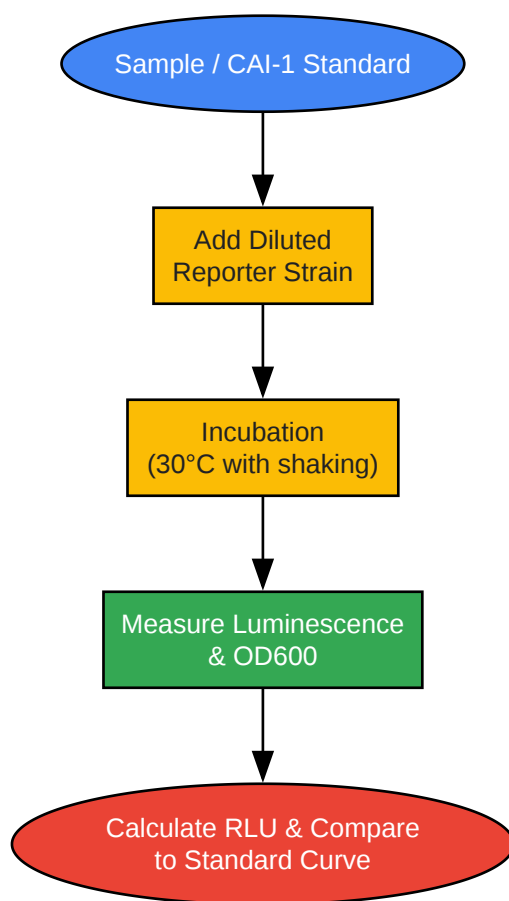 Sample / CAI-1 Standard
Add Diluted
Reporter Strain
Incubation
(30°C with shaking)
Measure Luminescence
& OD600
Calculate RLU & Compare
to Standard Curve